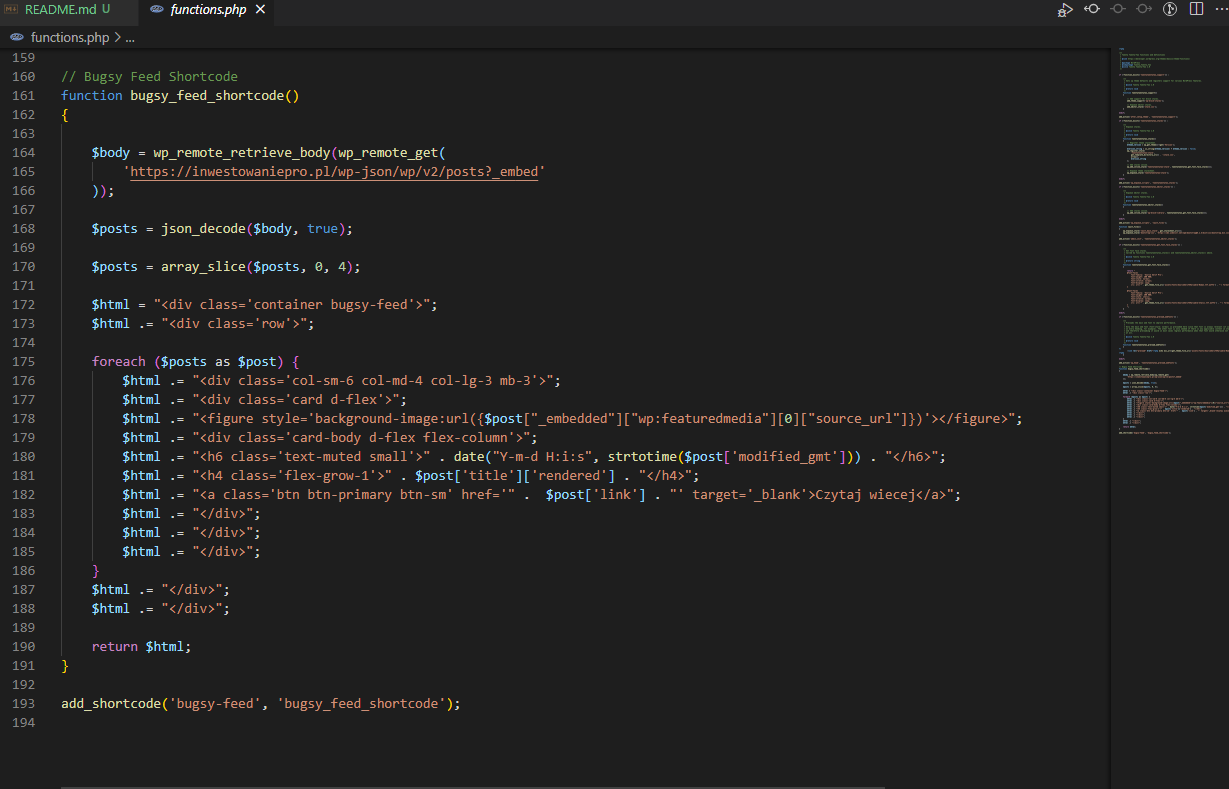 README.md U
functions.php
functions.php > ...
159
160 // Bugsy Feed Shortcode
161 function bugsy_feed_shortcode()
162 {
163
164     $body = wp_remote_retrieve_body(wp_remote_get(
165         'https://inwestowaniepro.pl/wp-json/wp/v2/posts?_embed'
166     ));
167
168     $posts = json_decode($body, true);
169
170     $posts = array_slice($posts, 0, 4);
171
172     $html = "<div class='container bugsy-feed'>";
173     $html .= "<div class='row'>";
174
175     foreach ($posts as $post) {
176         $html .= "<div class='col-sm-6 col-md-4 col-lg-3 mb-3'>";
177         $html .= "<div class='card d-flex'>";
178         $html .= "<figure style='background-image:url({$post["_embedded"]["wp:featuredmedia"][0]["source_url"]})'></figure>";
179         $html .= "<div class='card-body d-flex flex-column'>";
180         $html .= "<h6 class='text-muted small'>" . date("Y-m-d H:i:s", strtotime($post['modified_gmt'])) . "</h6>";
181         $html .= "<h4 class='flex-grow-1'>" . $post['title']['rendered'] . "</h4>";
182         $html .= "<a class='btn btn-primary btn-sm' href='" .  $post['link'] . "' target='_blank'>Czytaj wiecej</a>";
183         $html .= "</div>";
184         $html .= "</div>";
185         $html .= "</div>";
186     }
187     $html .= "</div>";
188     $html .= "</div>";
189
190     return $html;
191 }
192
193 add_shortcode('bugsy-feed', 'bugsy_feed_shortcode');
194